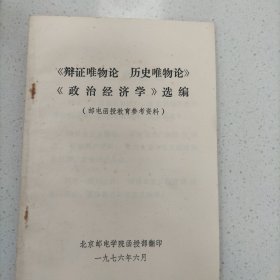 《辩证唯物论　历史唯物论》
《政治经济学》选编
（邮电函授教育参考资料）
北京邮电学院函授部翻印
一九七六年六月